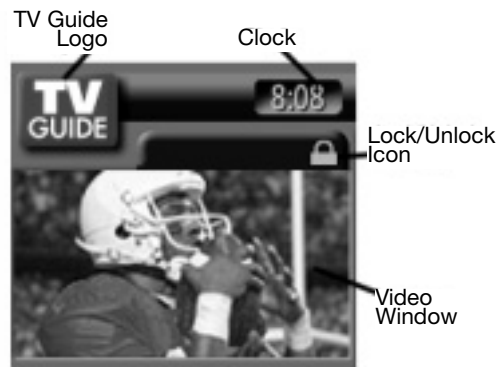 TV Guide
Logo
Clock
TV
GUIDE
8:08
Lock/Unlock
Icon
Video
Window